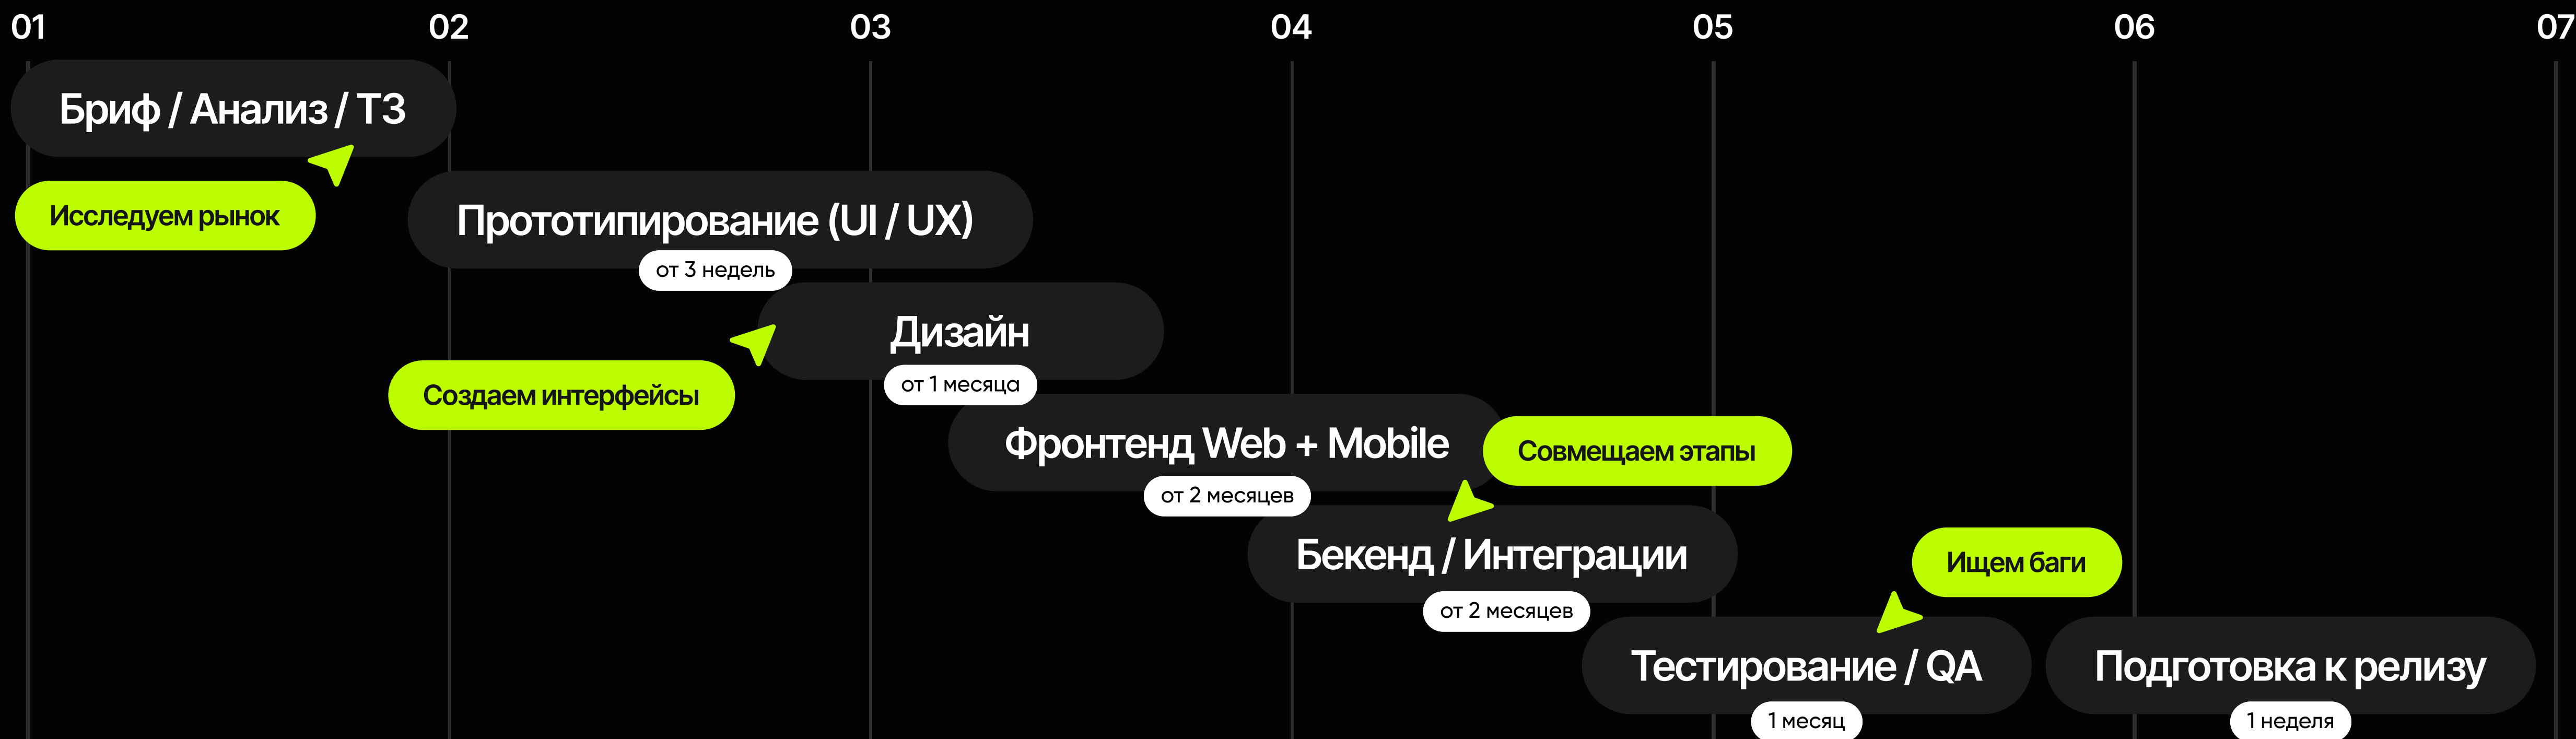 01
02
03
04
05
06
07
Бриф / Анализ / ТЗ
Исследуем рынок
Прототипирование (UI / UX)
от 3 недель
Дизайн
от 1 месяца
Создаем интерфейсы
Фронтенд Web + Mobile
Совмещаем этапы
от 2 месяцев
Бекенд / Интеграции
от 2 месяцев
Ищем баги
Тестирование / QA
1 месяц
Подготовка к релизу
1 неделя